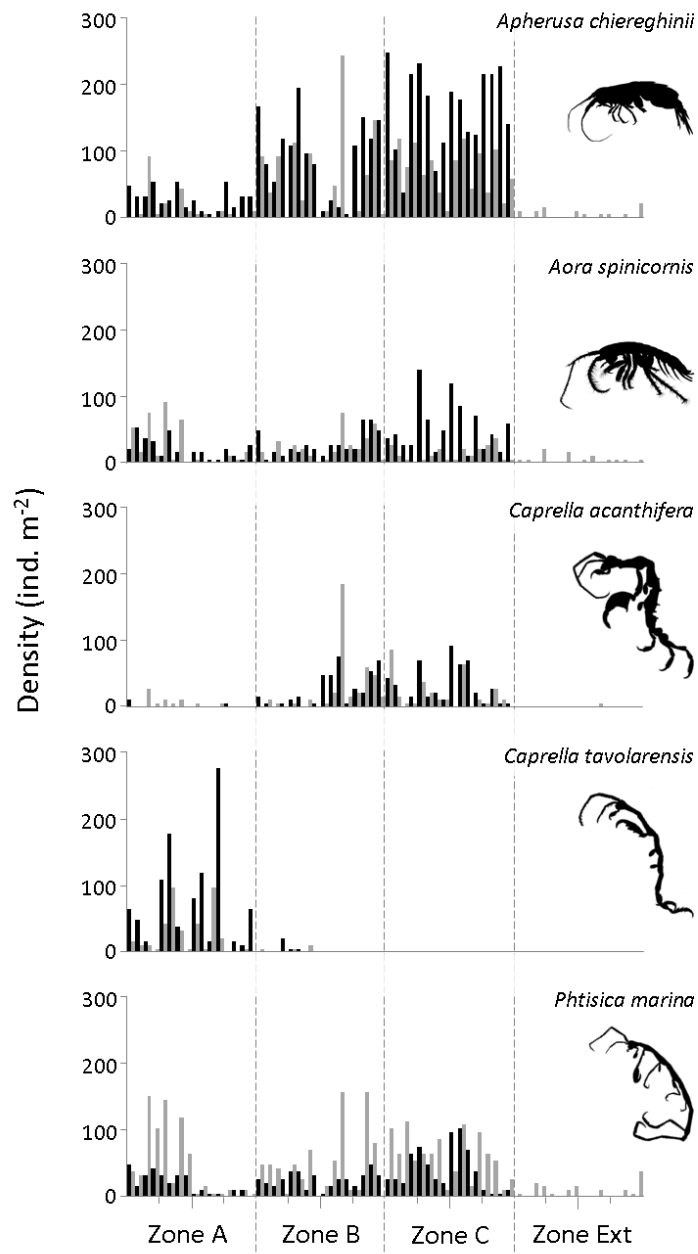 300
Apherusa chiereghinii
200
100
0
300
Aora spinicornis
200
100
0
Density (ind. m-2)
300
Caprella acanthifera
200
100
0
300
Caprella tavolarensis
200
100
0
300
Phtisica marina
200
100
0
Zone A Zone B Zone C Zone Ext